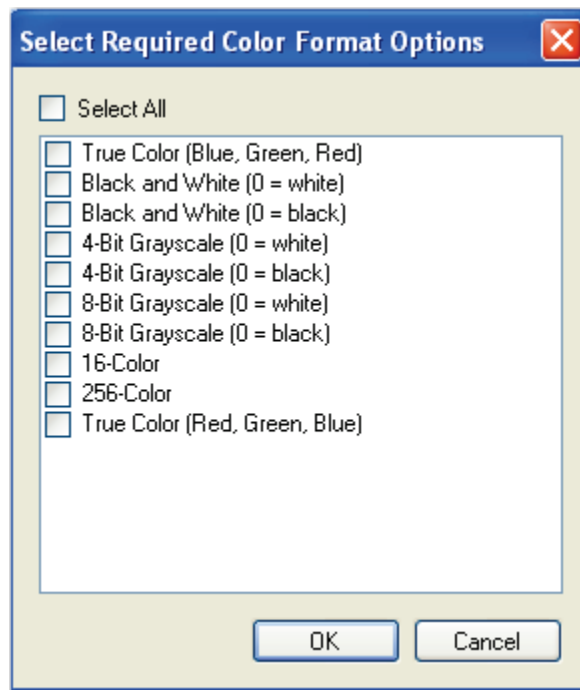 Select Required Color Format Options
Select All
True Color (Blue, Green, Red)
Black and White (0 = white)
Black and White (0 = black)
4-Bit Grayscale (0 = white)
4-Bit Grayscale (0 = black)
8-Bit Grayscale (0 = white)
8-Bit Grayscale (0 = black)
16-Color
256-Color
True Color (Red, Green, Blue)
OK Cancel